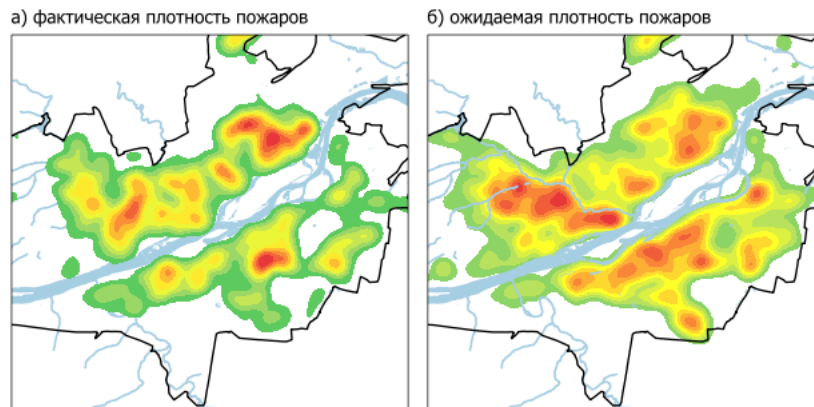 а) фактическая плотность пожаров
б) ожидаемая плотность пожаров